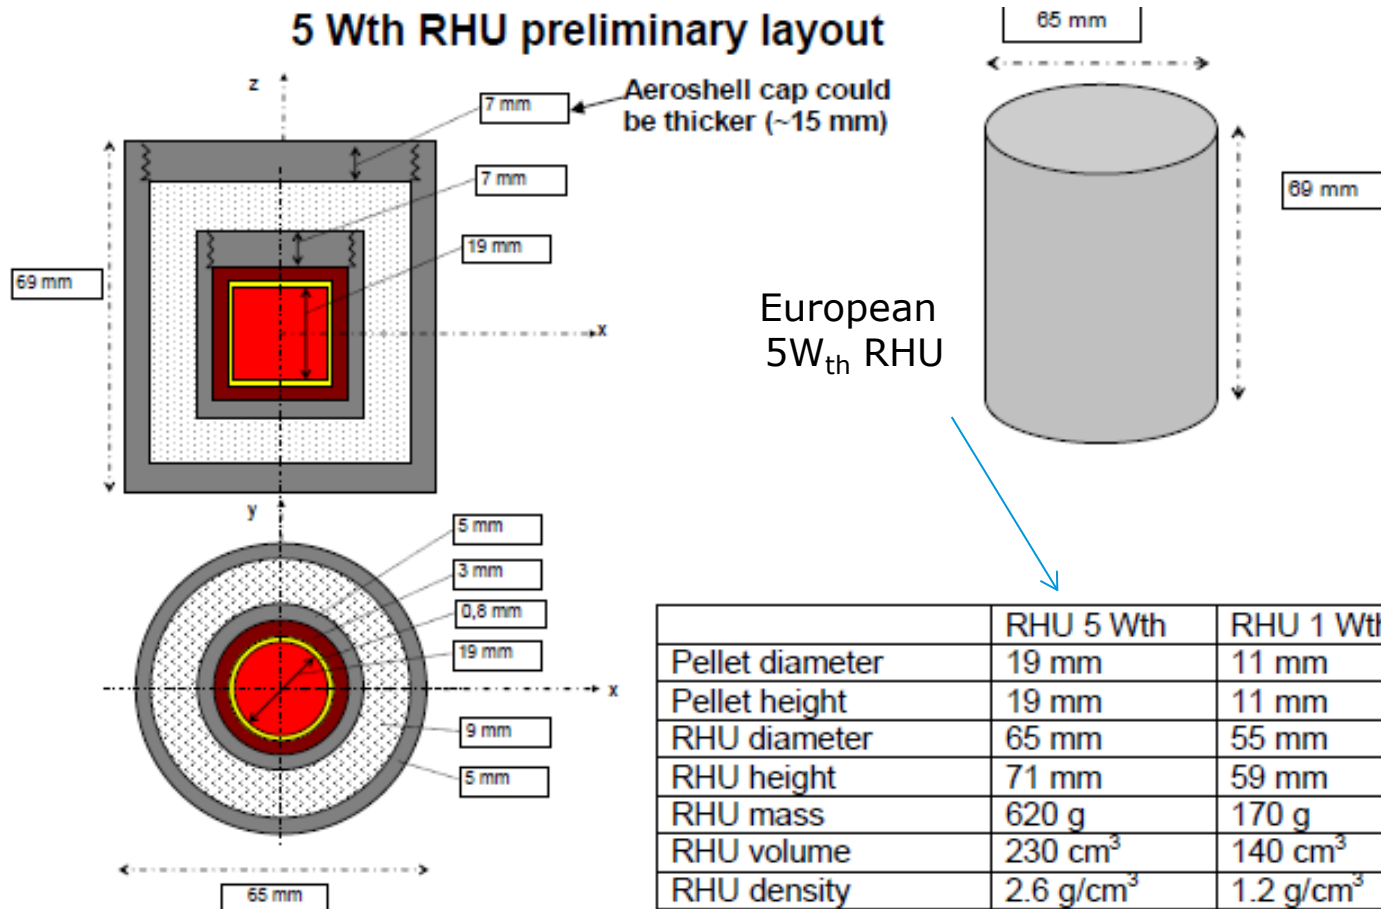 5 Wth RHU preliminary layout
65 mm
z
7 mm
Aeroshell cap could
be thicker (~15 mm)
7 mm
69 mm
19 mm
69 mm
x
European
5Wth RHU
y
5 mm
3 mm
0,8 mm
19 mm
x
9 mm
5 mm
65 mm
RHU 5 Wth RHU 1 Wth
Pellet diameter 19 mm 11 mm
Pellet height 19 mm 11 mm
RHU diameter 65 mm 55 mm
RHU height 71 mm 59 mm
RHU mass 620 g 170 g
RHU volume 230 cm³ 140 cm³
RHU density 2.6 g/cm³ 1.2 g/cm³